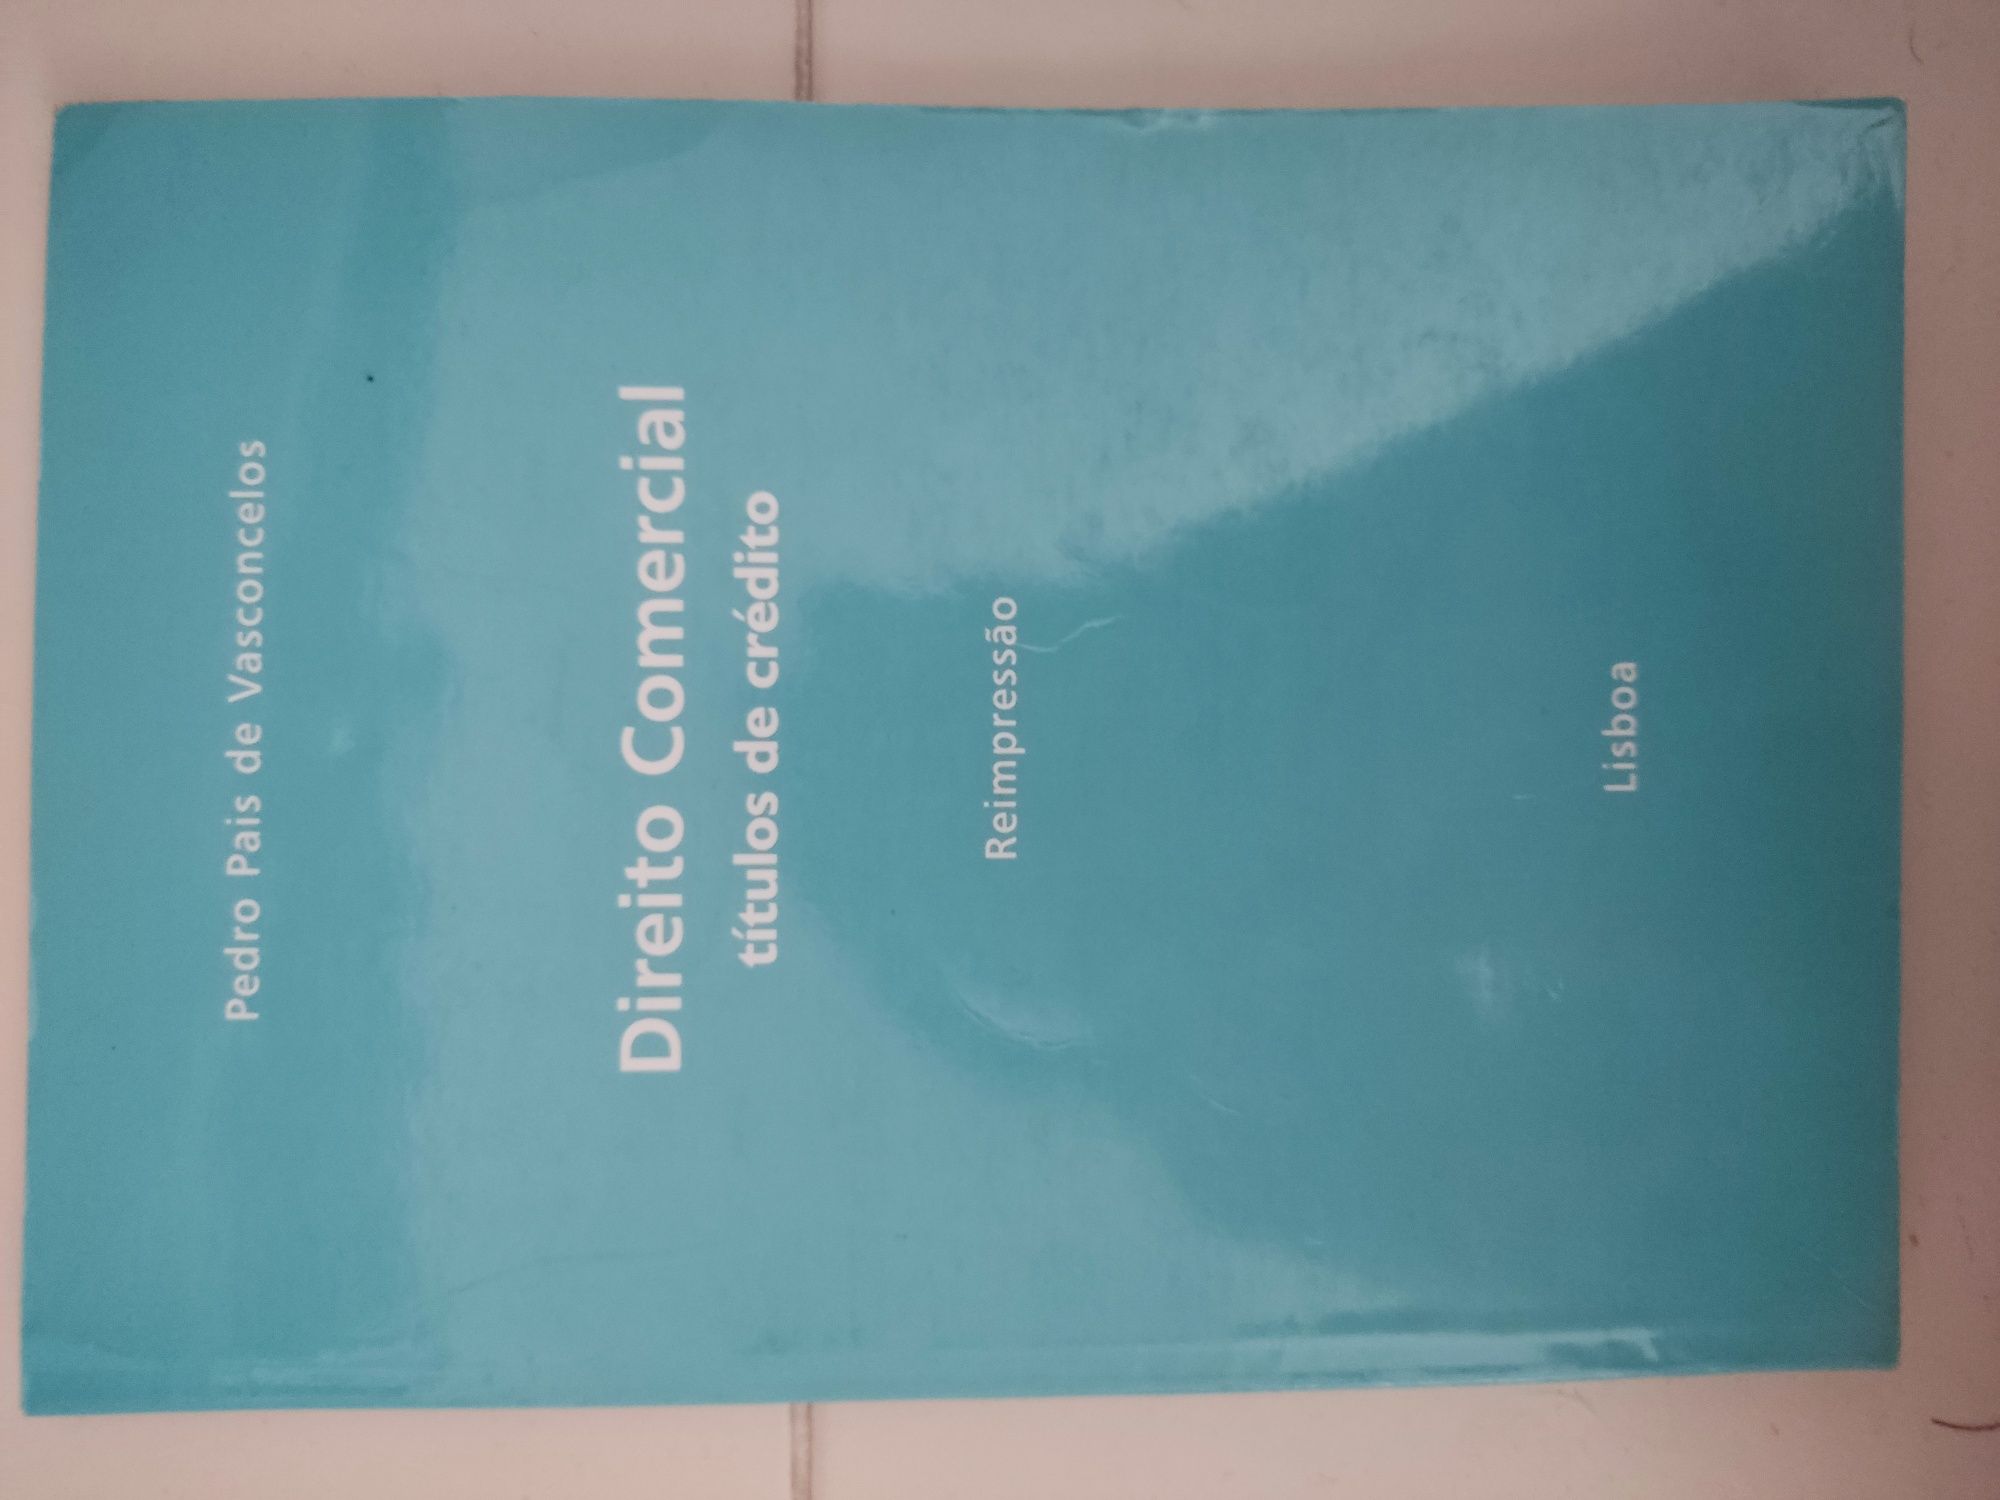 Pedro Pais de Vasconcelos
Direito Comercial
títulos de crédito
Reimpressão
Lisboa